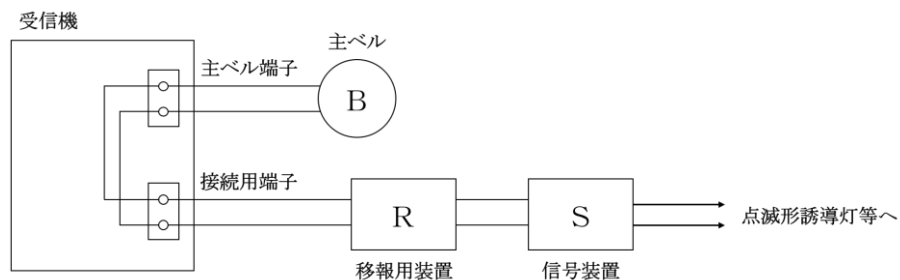 受信機
主ベル
主ベル端子
B
接続用端子
R
S
点滅形誘導灯等へ
移報用装置
信号装置